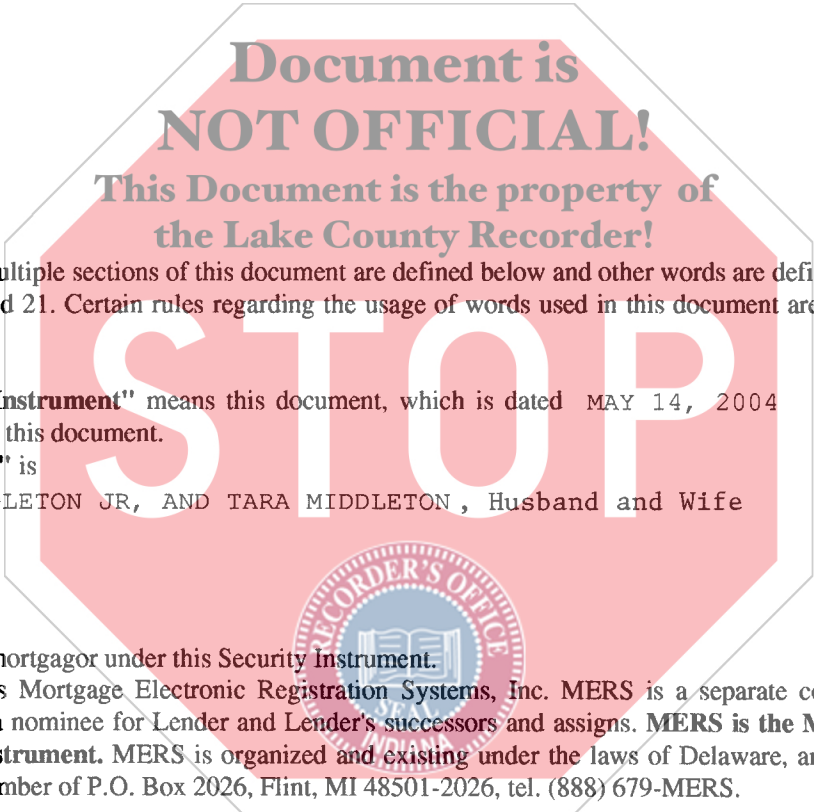 Document is
NOT OFFICIAL!
This Document is the property of
the Lake County Recorder!
ultiple sections of this document are defined below and other words are defi
d 21. Certain rules regarding the usage of words used in this document are
STOP
Instrument" means this document, which is dated MAY 14, 2004
this document.
" is
LETON JR, AND TARA MIDDLETON , Husband and Wife
RECORDER'S OFFICE
SEAL
INDIANA
nortgagor under this Security Instrument.
s Mortgage Electronic Registration Systems, Inc. MERS is a separate co
nominee for Lender and Lender's successors and assigns. MERS is the M
strument. MERS is organized and existing under the laws of Delaware, an
mber of P.O. Box 2026, Flint, MI 48501-2026, tel. (888) 679-MERS.